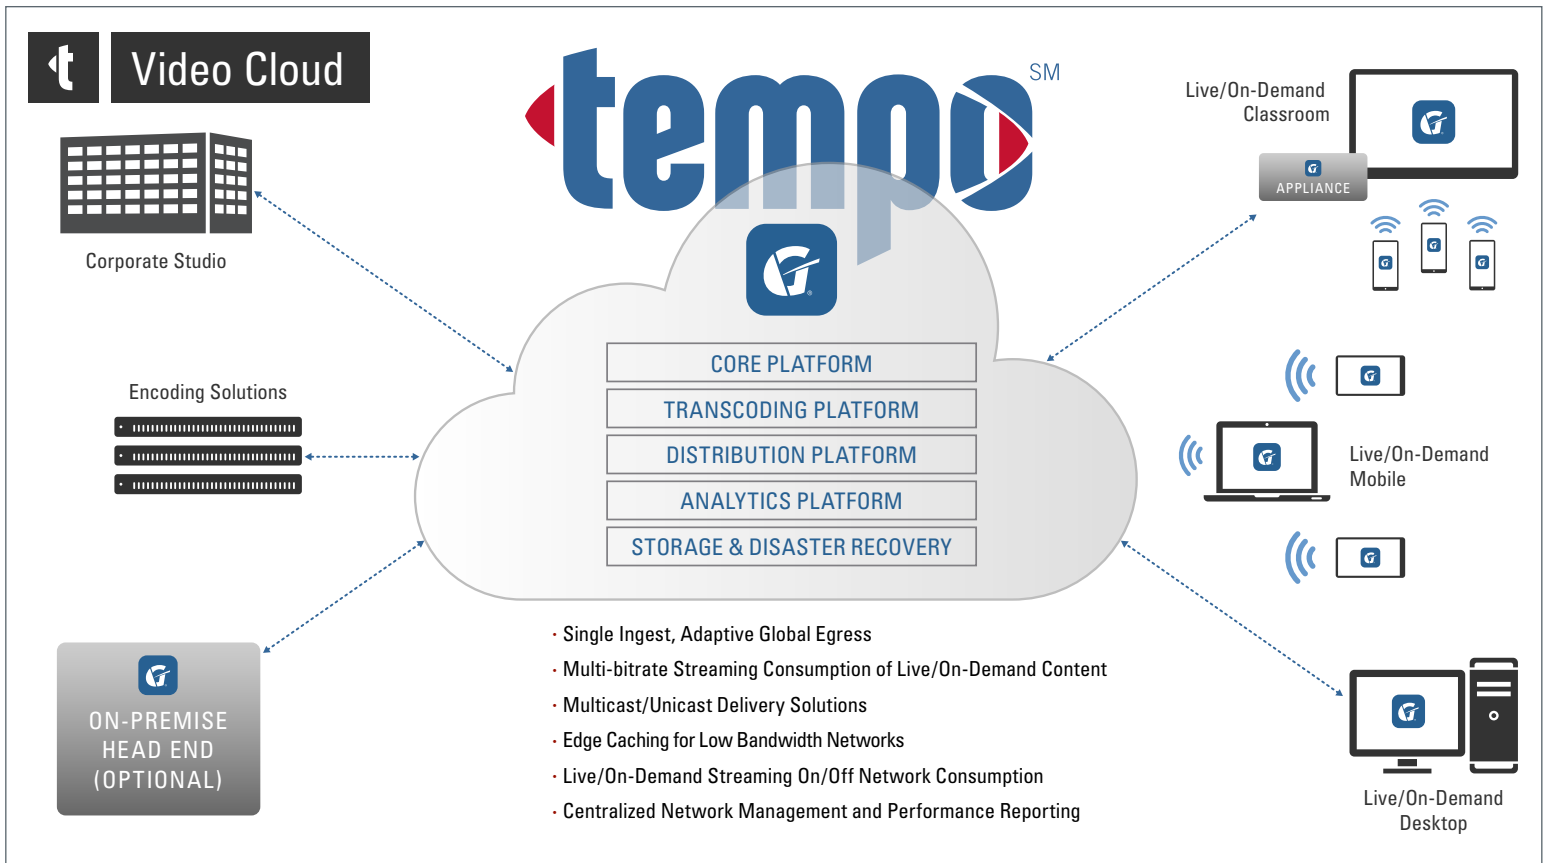 t Video Cloud
tempo SM
Corporate Studio
Encoding Solutions
ON-PREMISE
HEAD END
(OPTIONAL)
G
CORE PLATFORM
TRANSCODING PLATFORM
DISTRIBUTION PLATFORM
ANALYTICS PLATFORM
STORAGE & DISASTER RECOVERY
· Single Ingest, Adaptive Global Egress
· Multi-bitrate Streaming Consumption of Live/On-Demand Content
· Multicast/Unicast Delivery Solutions
· Edge Caching for Low Bandwidth Networks
· Live/On-Demand Streaming On/Off Network Consumption
· Centralized Network Management and Performance Reporting
Live/On-Demand
Classroom
APPLIANCE
Live/On-Demand
Mobile
Live/On-Demand
Desktop